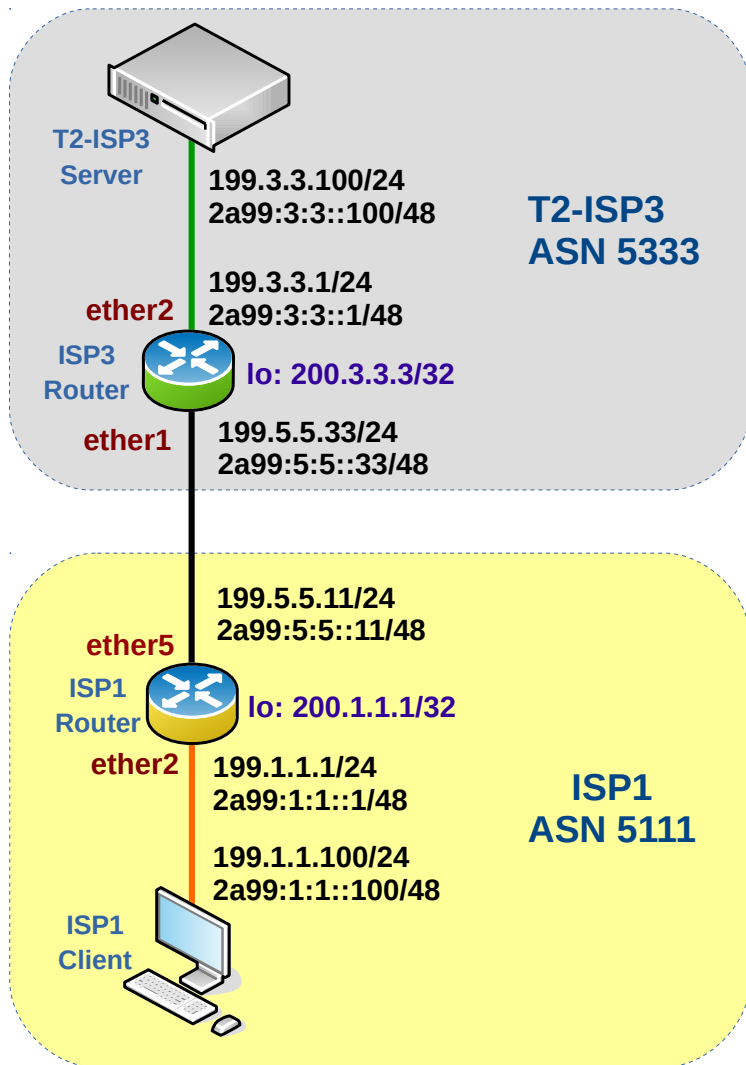 T2-ISP3
Server
199.3.3.100/24
2a99:3:3::100/48
T2-ISP3
ASN 5333
199.3.3.1/24
2a99:3:3::1/48
ether2
ISP3
Router
lo: 200.3.3.3/32
ether1
199.5.5.33/24
2a99:5:5::33/48
199.5.5.11/24
2a99:5:5::11/48
ether5
ISP1
Router
lo: 200.1.1.1/32
ether2
199.1.1.1/24
2a99:1:1::1/48
ISP1
ASN 5111
199.1.1.100/24
2a99:1:1::100/48
ISP1
Client